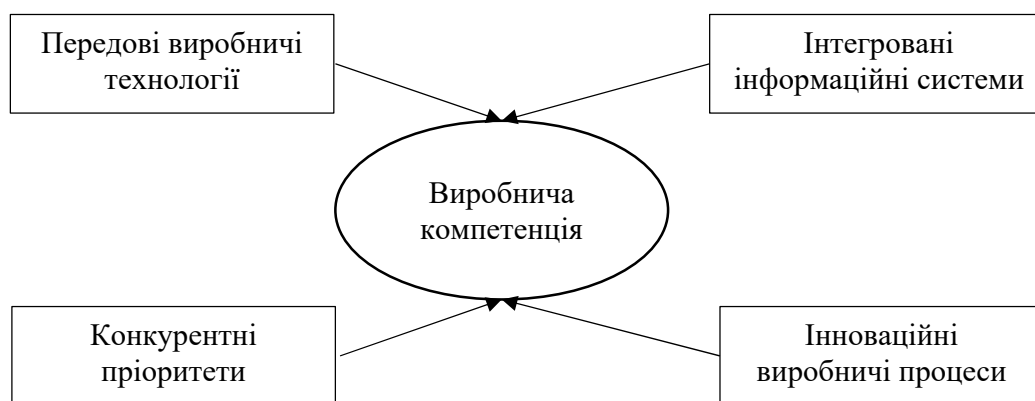 Передові виробничі
технології
Інтегровані
інформаційні системи
Виробнича
компетенція
Конкурентні
пріоритети
Інноваційні
виробничі процеси